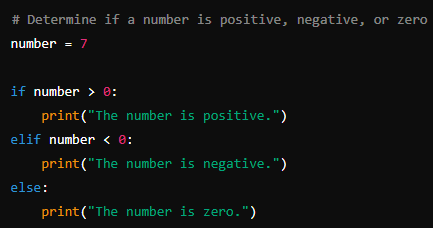 # Determine if a number is positive, negative, or zero
number = 7

if number > 0:
    print("The number is positive.")
elif number < 0:
    print("The number is negative.")
else:
    print("The number is zero.")